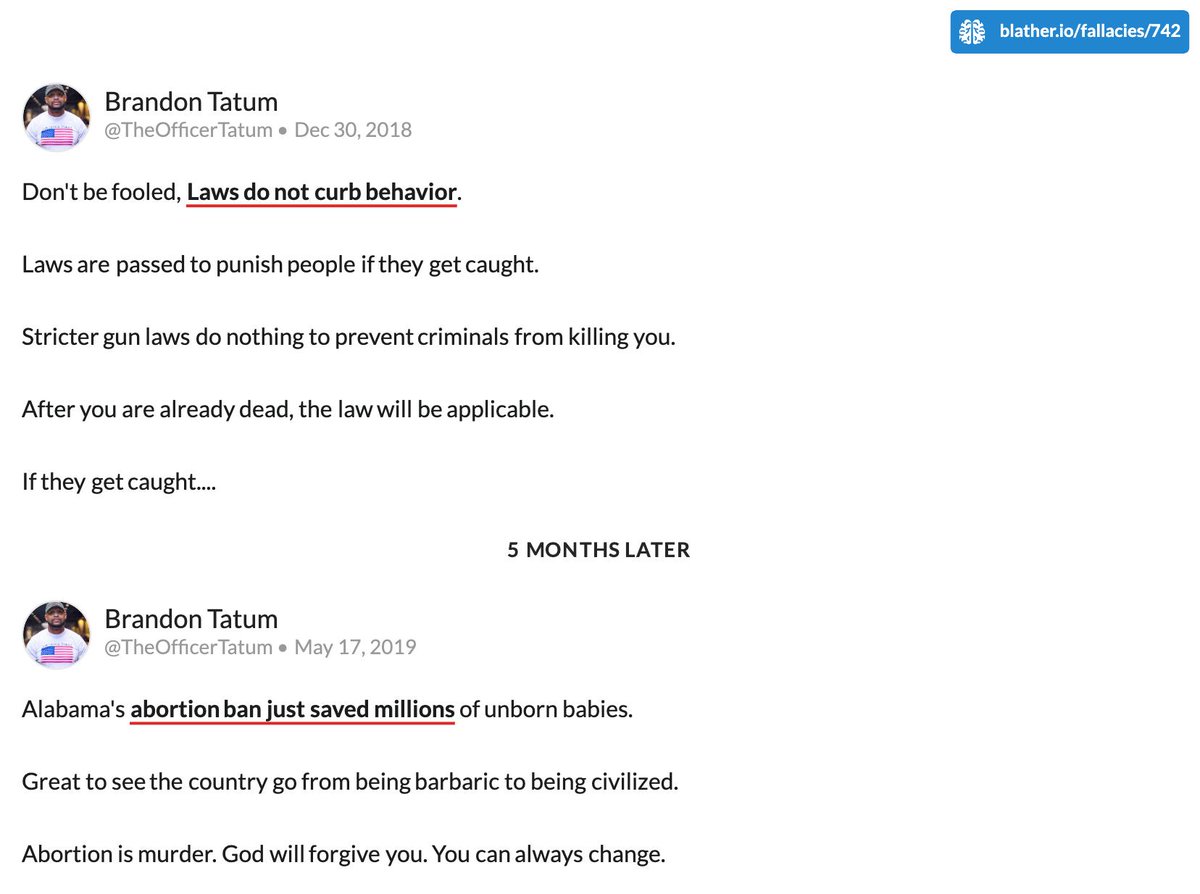 blather.io/fallacies/742
Brandon Tatum
@TheOfficerTatum • Dec 30, 2018
Don't be fooled, Laws do not curb behavior.
Laws are passed to punish people if they get caught.
Stricter gun laws do nothing to prevent criminals from killing you.
After you are already dead, the law will be applicable.
If they get caught....
5 MONTHS LATER
Brandon Tatum
@TheOfficerTatum • May 17, 2019
Alabama's abortion ban just saved millions of unborn babies.
Great to see the country go from being barbaric to being civilized.
Abortion is murder. God will forgive you. You can always change.